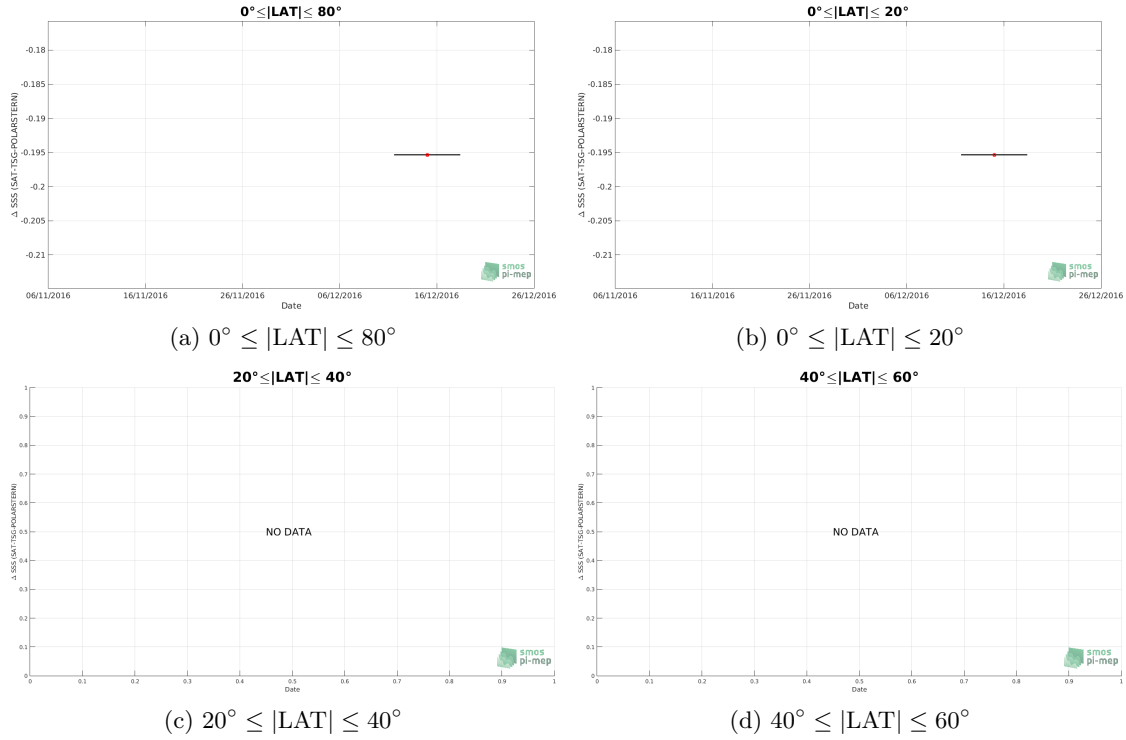 0°≤|LAT|≤ 80°
Δ SSS (SAT-TSG-POLARSTERN)
-0.18
-0.185
-0.19
-0.195
-0.2
-0.205
-0.21
06/11/2016 16/11/2016 26/11/2016 06/12/2016 16/12/2016 26/12/2016
Date
smos
pi-mep
(a) 0° ≤ |LAT| ≤ 80°
0°≤|LAT|≤ 20°
Δ SSS (SAT-TSG-POLARSTERN)
-0.18
-0.185
-0.19
-0.195
-0.2
-0.205
-0.21
06/11/2016 16/11/2016 26/11/2016 06/12/2016 16/12/2016 26/12/2016
Date
smos
pi-mep
(b) 0° ≤ |LAT| ≤ 20°
20°≤|LAT|≤ 40°
Δ SSS (SAT-TSG-POLARSTERN)
1
0.9
0.8
0.7
0.6
0.5
0.4
0.3
0.2
0.1
0
NO DATA
0 0.1 0.2 0.3 0.4 0.5 0.6 0.7 0.8 0.9 1
Date
smos
pi-mep
(c) 20° ≤ |LAT| ≤ 40°
40°≤|LAT|≤ 60°
Δ SSS (SAT-TSG-POLARSTERN)
1
0.9
0.8
0.7
0.6
0.5
0.4
0.3
0.2
0.1
0
NO DATA
0 0.1 0.2 0.3 0.4 0.5 0.6 0.7 0.8 0.9 1
Date
smos
pi-mep
(d) 40° ≤ |LAT| ≤ 60°